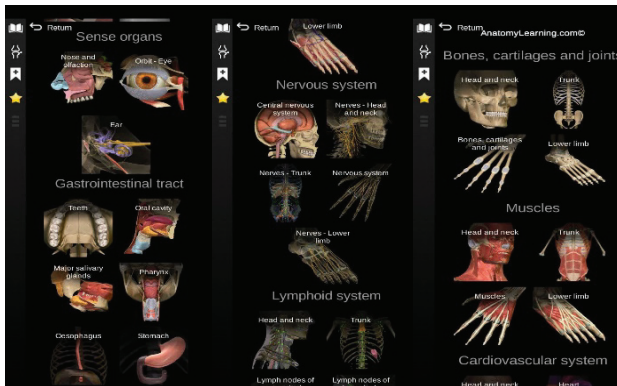 Return
Sense organs
Nose and
olfaction
Orbit - Eye
Ear
Gastrointestinal tract
Teeth
Oral cavity
Major salivary
glands
Pharynx
Oesophagus
Stomach
Return
Lower limb
Nervous system
Central nervous
system
Nerves - Head
and neck
Nerves - Trunk
Nervous system
Nerves - Lower
limb
Lymphoid system
Head and neck
Trunk
Lymph nodes of
Lymph nodes of
Return
AnatomyLearning.com©
Bones, cartilages and joints
Head and neck
Trunk
Bones, cartilages
and joints
Lower limb
Muscles
Head and neck
Trunk
Muscles
Lower limb
Cardiovascular system
Head and neck
Head